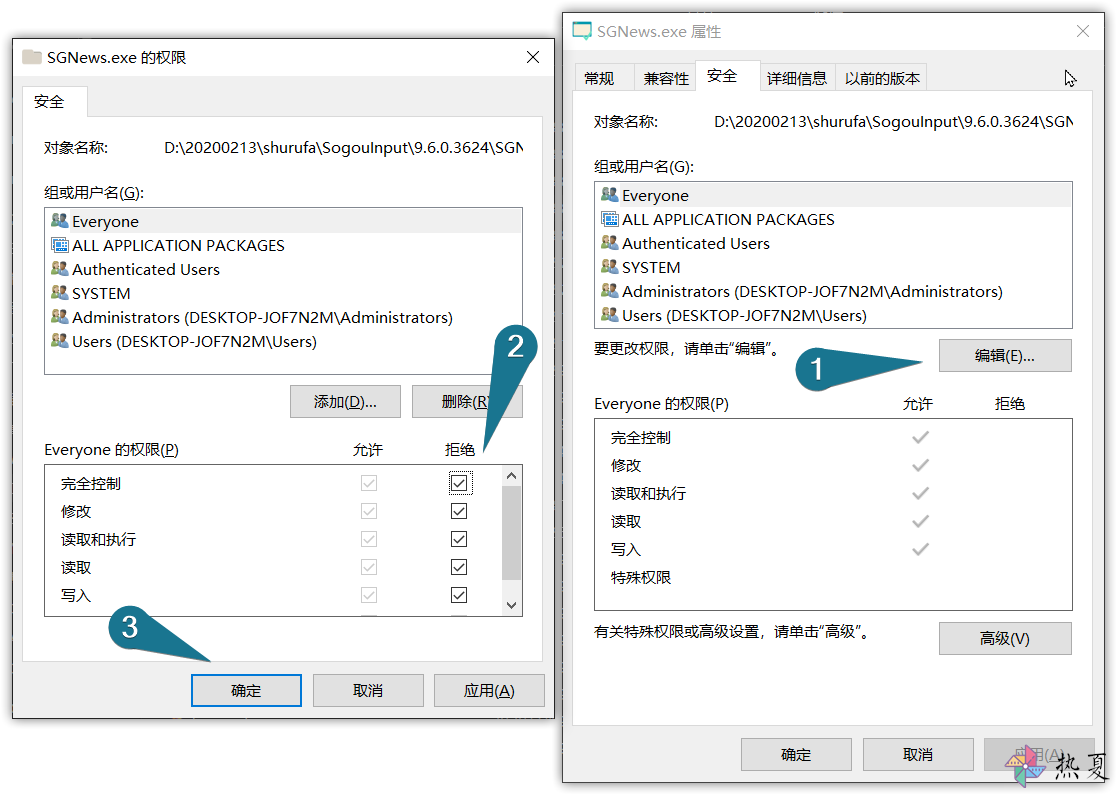 SGNews.exe 的权限
安全
对象名称:
D:\20200213\shurufa\SogouInput\9.6.0.3624\SGN
组或用户名(G):
Everyone
ALL APPLICATION PACKAGES
Authenticated Users
SYSTEM
Administrators (DESKTOP-JOF7N2M\Administrators)
Users (DESKTOP-JOF7N2M\Users)
2
添加(D)...
删除(R)
Everyone 的权限(P)
允许
拒绝
完全控制
修改
读取和执行
读取
写入
3
确定
取消
应用(A)
SGNews.exe 属性
常规
兼容性
安全
详细信息
以前的版本
对象名称:
D:\20200213\shurufa\SogouInput\9.6.0.3624\SGN
组或用户名(G):
Everyone
ALL APPLICATION PACKAGES
Authenticated Users
SYSTEM
Administrators (DESKTOP-JOF7N2M\Administrators)
Users (DESKTOP-JOF7N2M\Users)
要更改权限，请单击“编辑”。
1
编辑(E)...
Everyone 的权限(P)
允许
拒绝
完全控制
修改
读取和执行
读取
写入
特殊权限
有关特殊权限或高级设置，请单击“高级”。
高级(V)
确定
取消
应用(A)
热夏